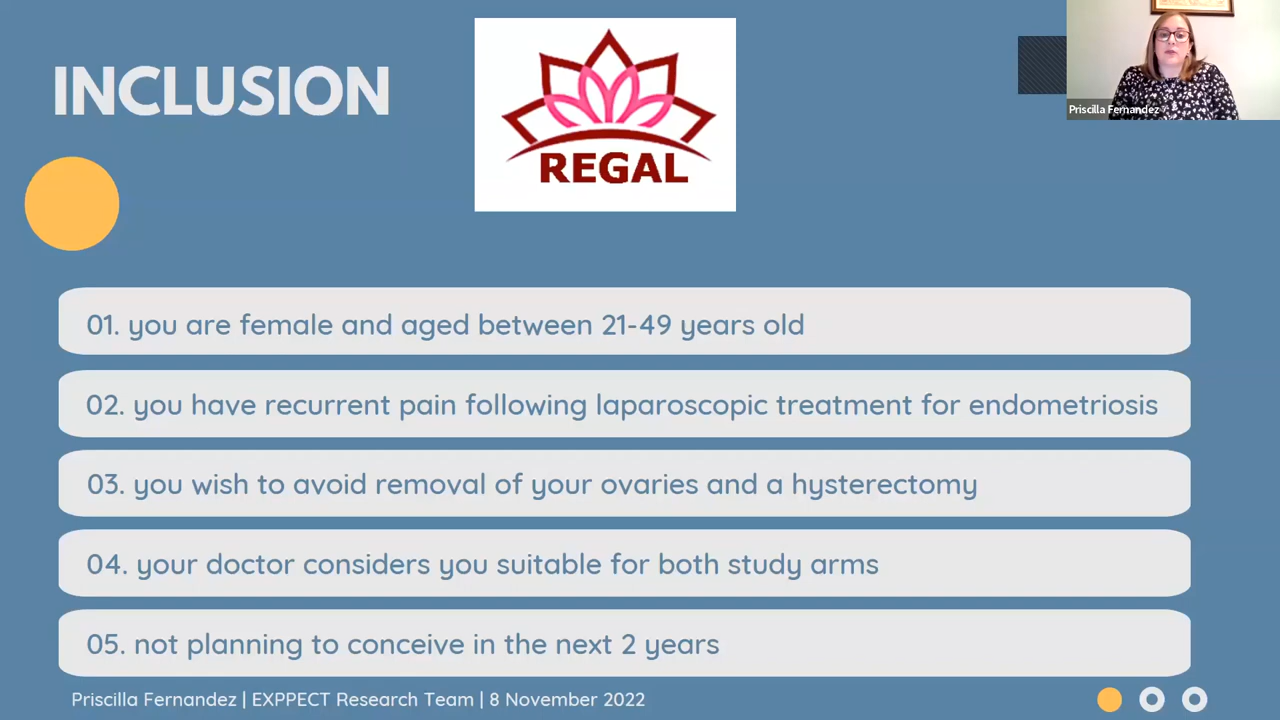 INCLUSION
REGAL
Priscilla Fernandez
01. you are female and aged between 21-49 years old
02. you have recurrent pain following laparoscopic treatment for endometriosis
03. you wish to avoid removal of your ovaries and a hysterectomy
04. your doctor considers you suitable for both study arms
05. not planning to conceive in the next 2 years
Priscilla Fernandez | EXPPECT Research Team | 8 November 2022